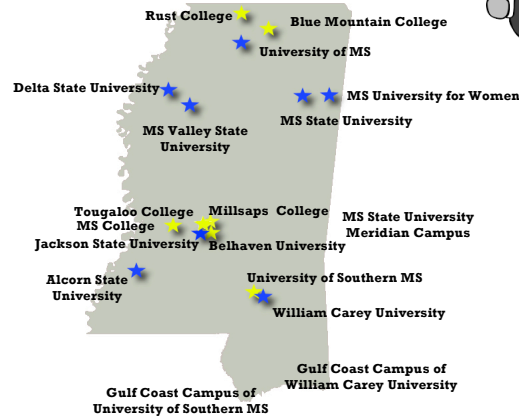 Rust College
Blue Mountain College
University of MS
Delta State University
MS University for Women
MS State University
MS Valley State
University
Tougaloo College
Millsaps College
MS College
MS State University
Meridian Campus
Jackson State University
Belhaven University
Alcorn State
University
University of Southern MS
William Carey University
Gulf Coast Campus of
William Carey University
Gulf Coast Campus of
University of Southern MS